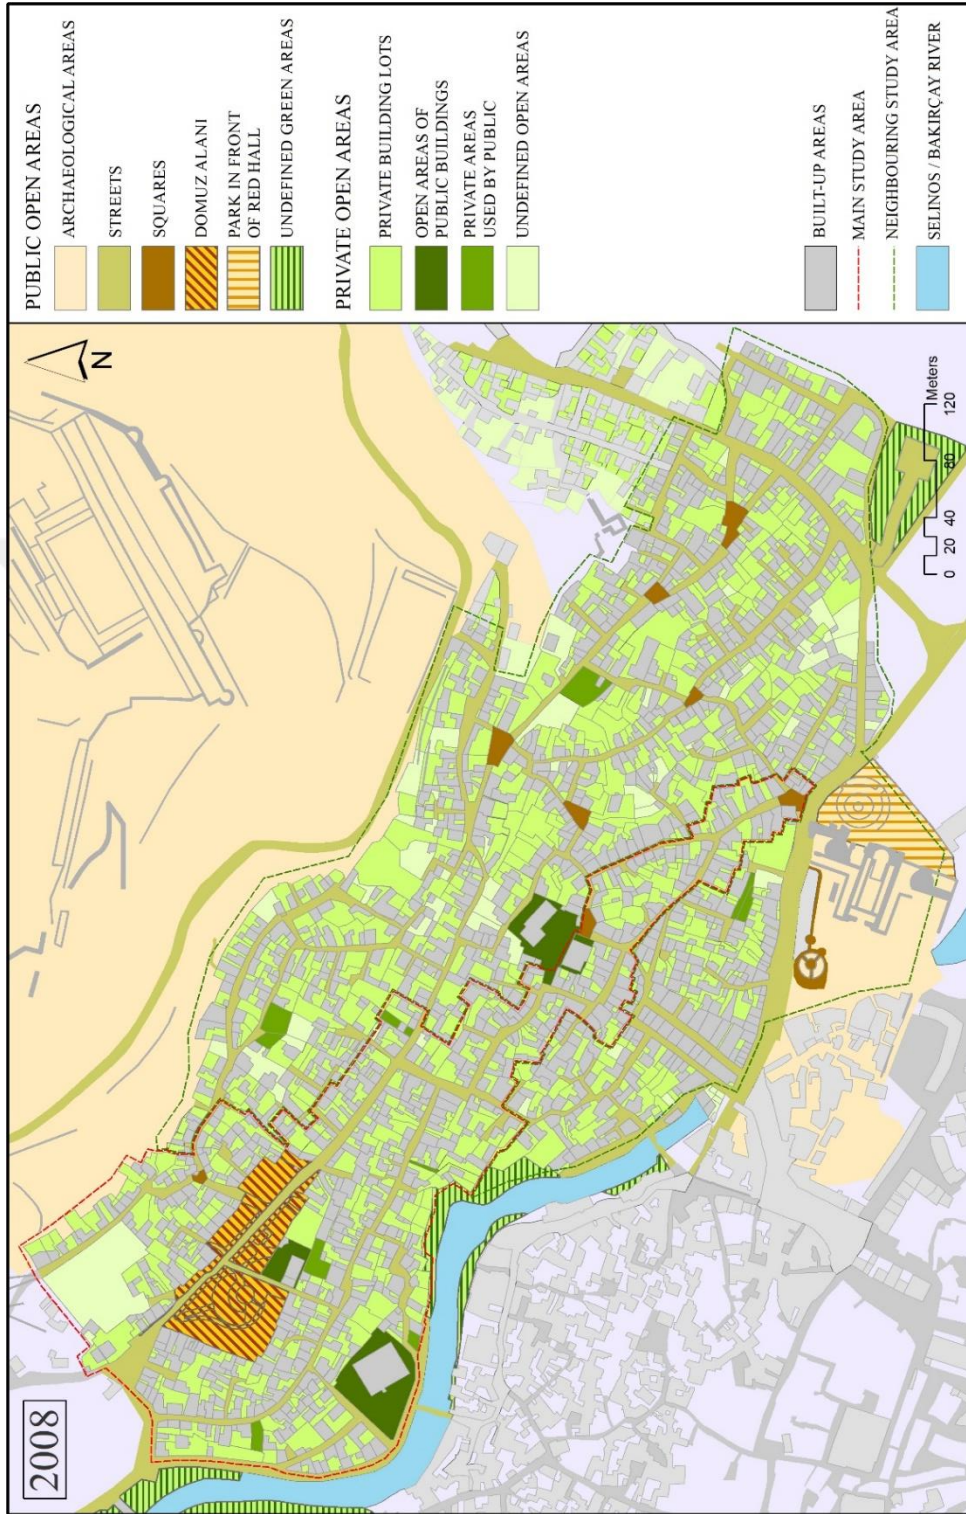 2008
N
0 20 40 80 120
Meters
PUBLIC OPEN AREAS
ARCHAEOLOGICAL AREAS
STREETS
SQUARES
DOMUZ ALANI
PARK IN FRONT
OF RED HALL
UNDEFINED GREEN AREAS
PRIVATE OPEN AREAS
PRIVATE BUILDING LOTS
OPEN AREAS OF
PUBLIC BUILDINGS
PRIVATE AREAS
USED BY PUBLIC
UNDEFINED OPEN AREAS
BUILT-UP AREAS
MAIN STUDY AREA
NEIGHBOURING STUDY AREA
SELINOS / BAKIRÇAY RIVER